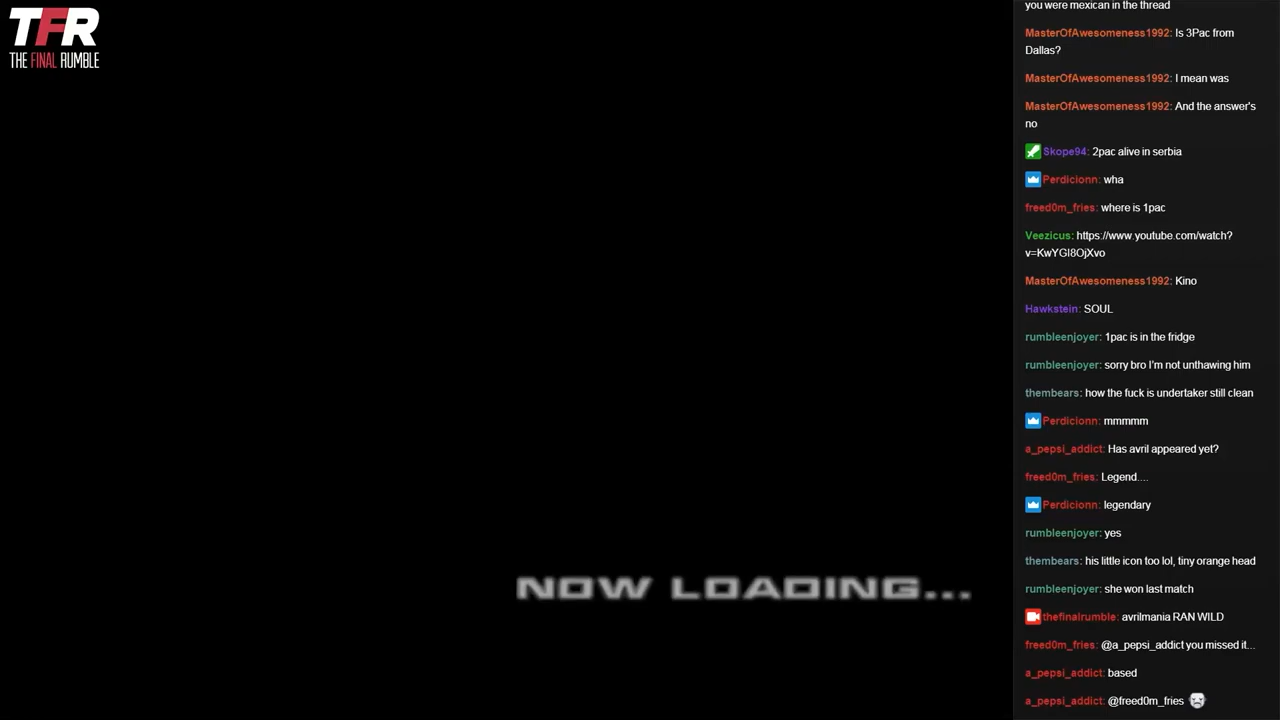 TFR
THE FINAL RUMBLE
you were mexican in the thread
MasterOfAwesomeness1992: Is 3Pac from
Dallas?
MasterOfAwesomeness1992: I mean was
MasterOfAwesomeness1992: And the answer's
no
Skope94: 2pac alive in serbia
Perdicionn: wha
freed0m_fries: where is 1pac
Veezicus: https://www.youtube.com/watch?
v=KwYGI8OjXvo
MasterOfAwesomeness1992: Kino
Hawkstein: SOUL
rumbleenjoyer: 1pac is in the fridge
rumbleenjoyer: sorry bro I'm not unthawing him
thembears: how the fuck is undertaker still clean
Perdicionn: mmmmm
a_pepsi_addict: Has avril appeared yet?
freed0m_fries: Legend....
Perdicionn: legendary
rumbleenjoyer: yes
thembears: his little icon too lol, tiny orange head
rumbleenjoyer: she won last match
thefinalrumble: avrilmania RAN WILD
freed0m_fries: @a_pepsi_addict you missed it...
a_pepsi_addict: based
a_pepsi_addict: @freed0m_fries
NOW LOADING...